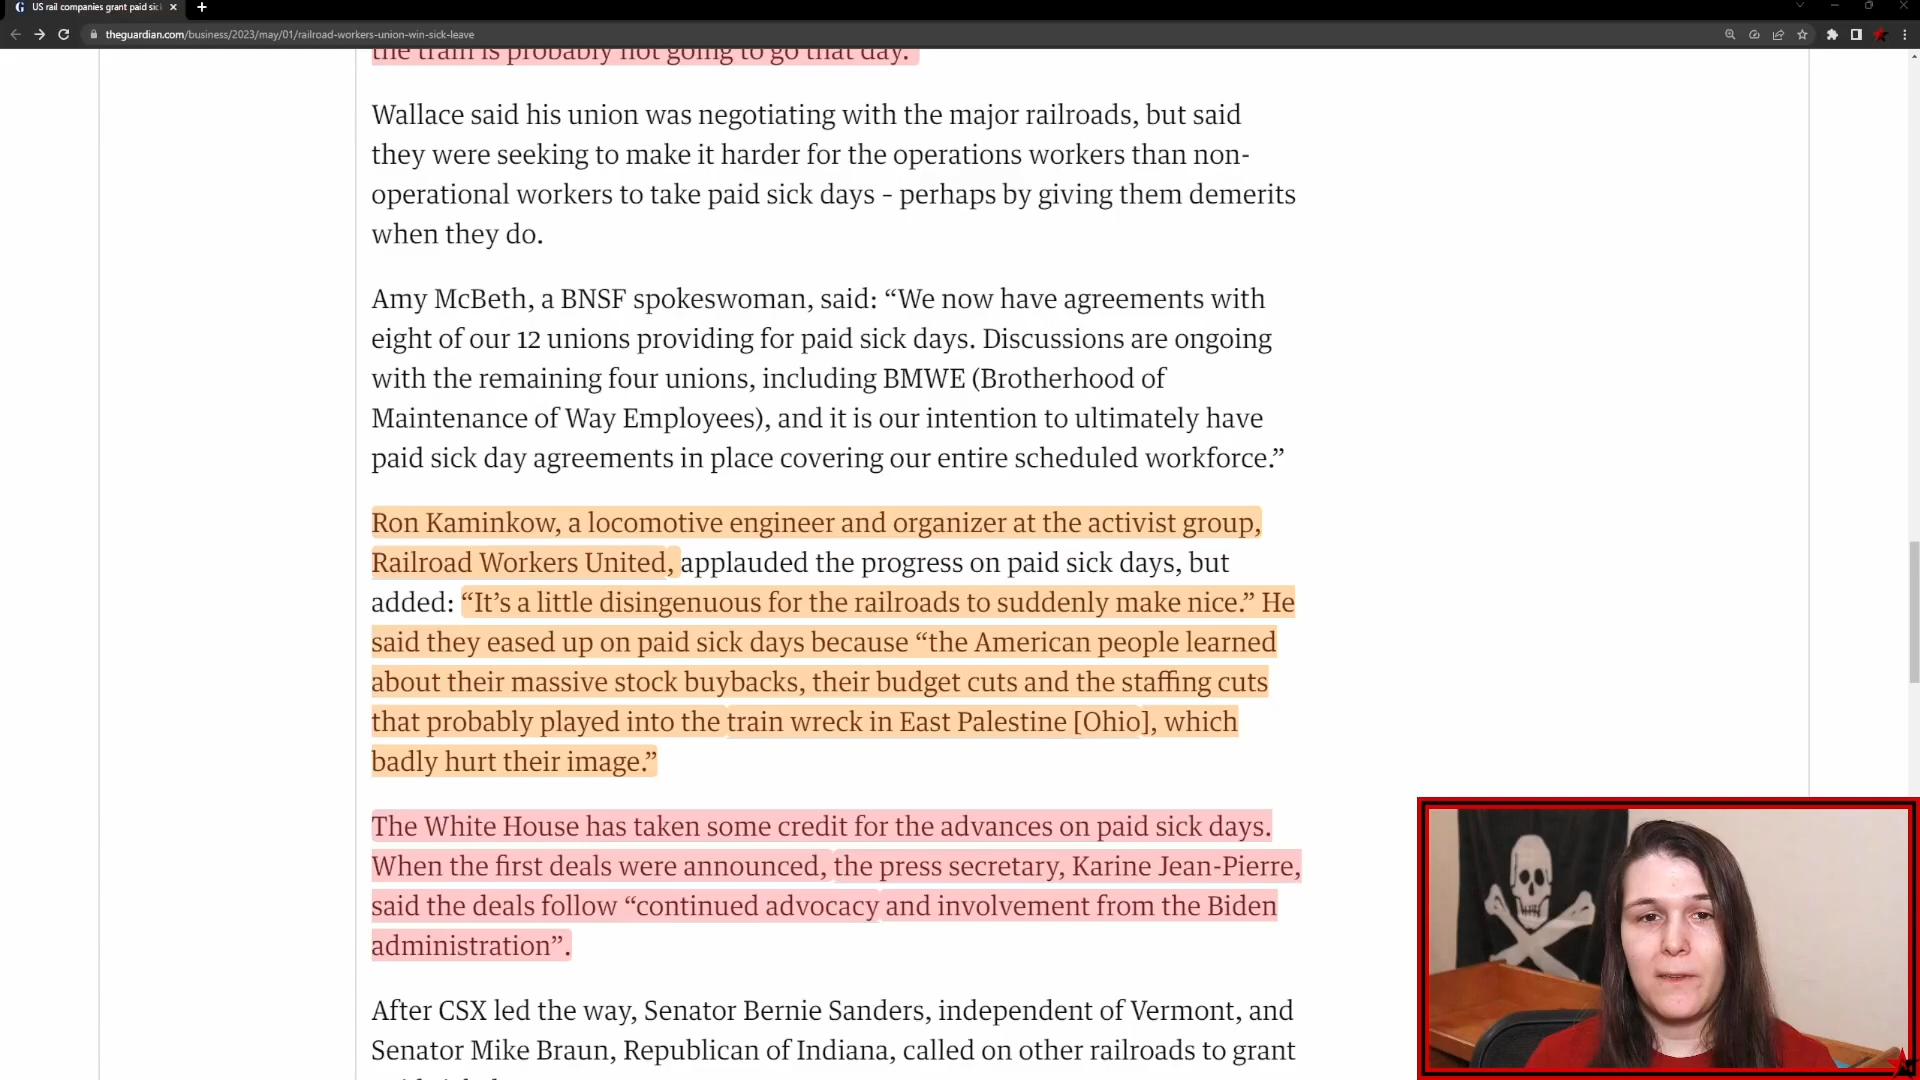 US rail companies grant paid sic
theguardian.com/business/2023/may/01/railroad-workers-union-win-sick-leave
the train is probably not going to go that day.
Wallace said his union was negotiating with the major railroads, but said
they were seeking to make it harder for the operations workers than non-
operational workers to take paid sick days – perhaps by giving them demerits
when they do.
Amy McBeth, a BNSF spokeswoman, said: “We now have agreements with
eight of our 12 unions providing for paid sick days. Discussions are ongoing
with the remaining four unions, including BMWE (Brotherhood of
Maintenance of Way Employees), and it is our intention to ultimately have
paid sick day agreements in place covering our entire scheduled workforce.”
Ron Kaminkow, a locomotive engineer and organizer at the activist group,
Railroad Workers United, applauded the progress on paid sick days, but
added: “It’s a little disingenuous for the railroads to suddenly make nice.” He
said they eased up on paid sick days because “the American people learned
about their massive stock buybacks, their budget cuts and the staffing cuts
that probably played into the train wreck in East Palestine [Ohio], which
badly hurt their image.”
The White House has taken some credit for the advances on paid sick days.
When the first deals were announced, the press secretary, Karine Jean-Pierre,
said the deals follow “continued advocacy and involvement from the Biden
administration”.
After CSX led the way, Senator Bernie Sanders, independent of Vermont, and
Senator Mike Braun, Republican of Indiana, called on other railroads to grant